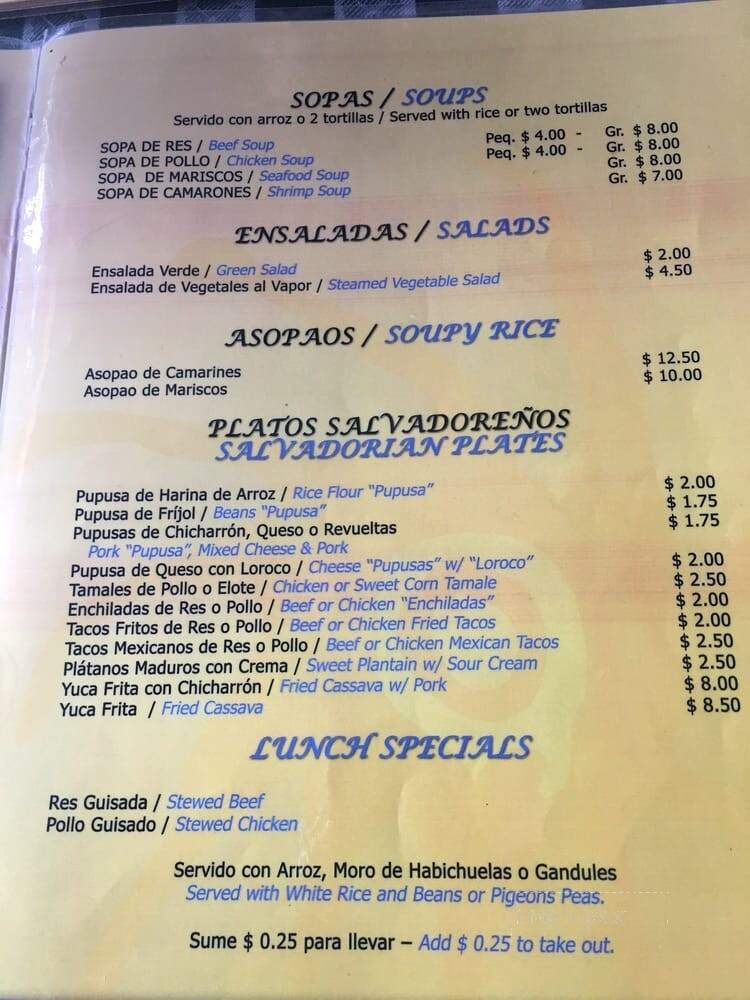 SOPAS / SOUPS
Servido con arroz o 2 tortillas / Served with rice or two tortillas
SOPA DE RES / Beef Soup Peq. $ 4.00 - Gr. $ 8.00
SOPA DE POLLO / Chicken Soup Peq. $ 4.00 - Gr. $ 8.00
SOPA DE MARISCOS / Seafood Soup Gr. $ 8.00
SOPA DE CAMARONES / Shrimp Soup Gr. $ 7.00
ENSALADAS / SALADS
Ensalada Verde / Green Salad $ 2.00
Ensalada de Vegetales al Vapor / Steamed Vegetable Salad $ 4.50
ASOPAOS / SOUPY RICE
Asopao de Camarines $ 12.50
Asopao de Mariscos $ 10.00
PLATOS SALVADOREÑOS
SALVADORIAN PLATES
Pupusa de Harina de Arroz / Rice Flour "Pupusa" $ 2.00
Pupusa de Fríjol / Beans "Pupusa" $ 1.75
Pupusas de Chicharrón, Queso o Revueltas $ 1.75
Pork "Pupusa", Mixed Cheese & Pork
Pupusa de Queso con Loroco / Cheese "Pupusas" w/ "Loroco" $ 2.00
Tamales de Pollo o Elote / Chicken or Sweet Corn Tamale $ 2.50
Enchiladas de Res o Pollo / Beef or Chicken "Enchiladas" $ 2.00
Tacos Fritos de Res o Pollo / Beef or Chicken Fried Tacos $ 2.00
Tacos Mexicanos de Res o Pollo / Beef or Chicken Mexican Tacos $ 2.50
Plátanos Maduros con Crema / Sweet Plantain w/ Sour Cream $ 2.50
Yuca Frita con Chicharrón / Fried Cassava w/ Pork $ 8.00
Yuca Frita / Fried Cassava $ 8.50
LUNCH SPECIALS
Res Guisada / Stewed Beef
Pollo Guisado / Stewed Chicken
Servido con Arroz, Moro de Habichuelas o Gandules
Served with White Rice and Beans or Pigeons Peas.
Sume $ 0.25 para llevar – Add $ 0.25 to take out.